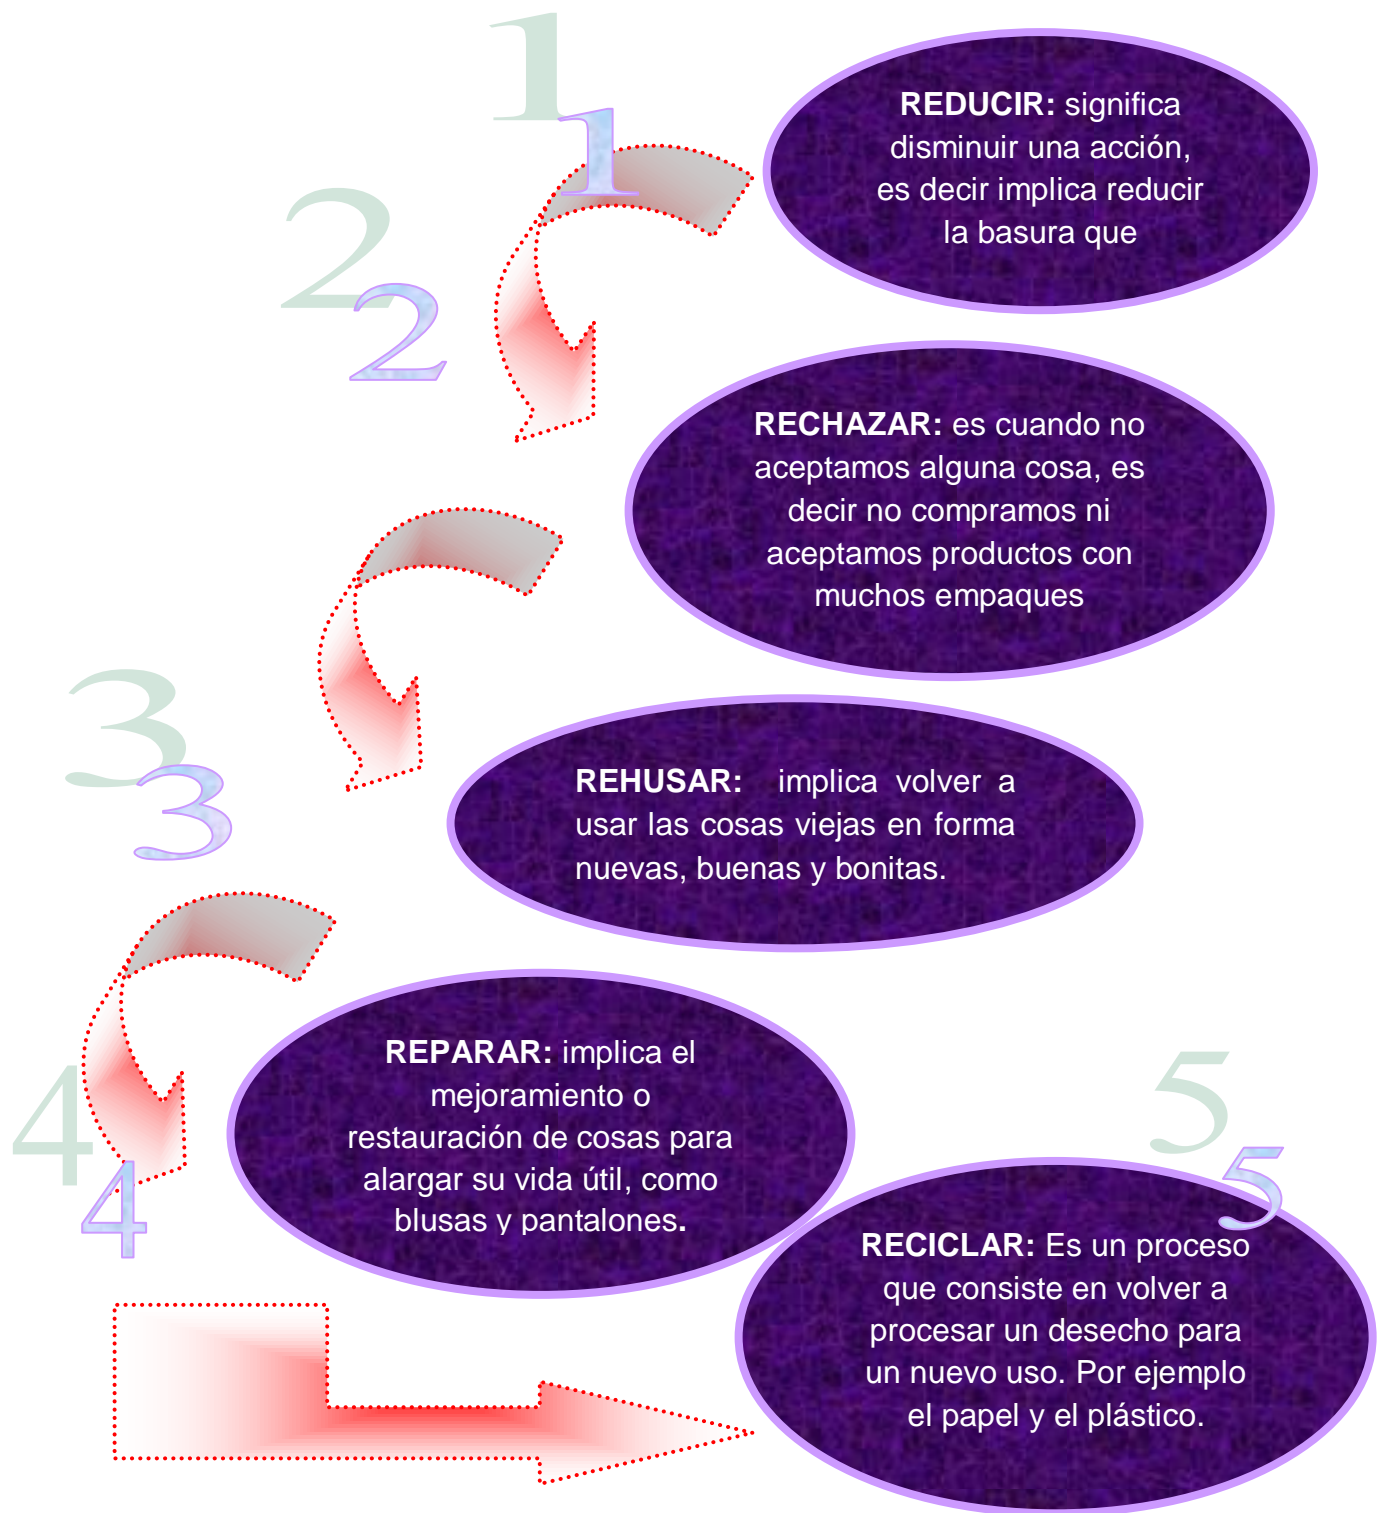 1
1
REDUCIR: significa
disminuir una acción,
es decir implica reducir
la basura que
2
2
RECHAZAR: es cuando no
aceptamos alguna cosa, es
decir no compramos ni
aceptamos productos con
muchos empaques
3
3
REHUSAR: implica volver a
usar las cosas viejas en forma
nuevas, buenas y bonitas.
4
4
REPARAR: implica el
mejoramiento o
restauración de cosas para
alargar su vida útil, como
blusas y pantalones.
5
5
RECICLAR: Es un proceso
que consiste en volver a
procesar un desecho para
un nuevo uso. Por ejemplo
el papel y el plástico.